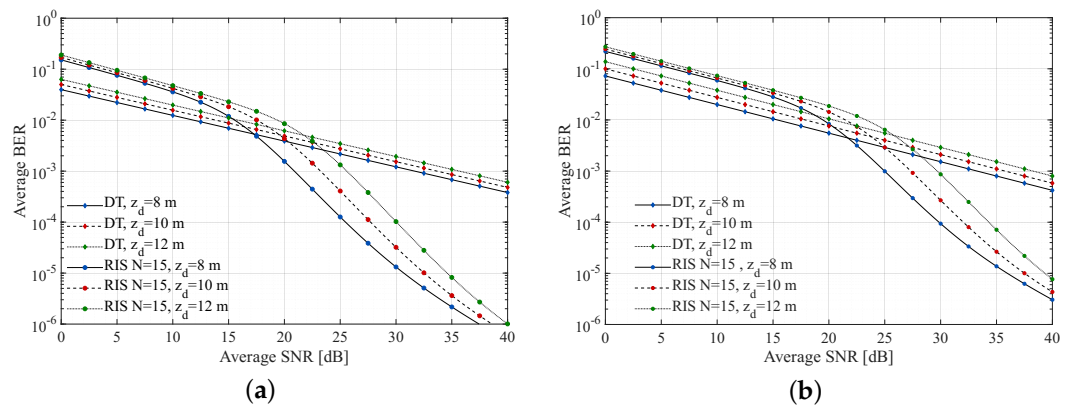 10^0
10^-1
10^-2
10^-3
10^-4
10^-5
10^-6
Average BER
DT, z_d=8 m
DT, z_d=10 m
DT, z_d=12 m
RIS N=15, z_d=8 m
RIS N=15, z_d=10 m
RIS N=15, z_d=12 m
0 5 10 15 20 25 30 35 40
Average SNR [dB]
(a)
10^0
10^-1
10^-2
10^-3
10^-4
10^-5
10^-6
Average BER
DT, z_d=8 m
DT, z_d=10 m
DT, z_d=12 m
RIS N=15 , z_d=8 m
RIS N=15, z_d=10 m
RIS N=15, z_d=12 m
0 5 10 15 20 25 30 35 40
Average SNR [dB]
(b)